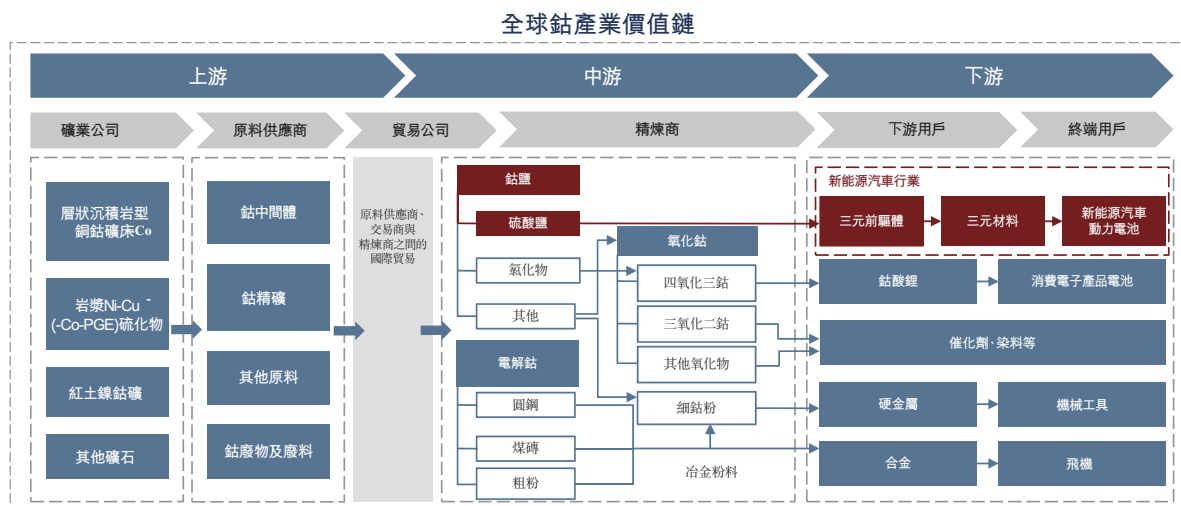 全球鈷產業價值鏈
上游
中游
下游
礦業公司
原料供應商
貿易公司
精煉商
下游用戶
終端用戶
層狀沉積岩型
銅鈷礦床Co
岩漿Ni-Cu -
(-Co-PGE)硫化物
紅土鎳鈷礦
其他礦石
鈷中間體
鈷精礦
其他原料
鈷廢物及廢料
原料供應商、
交易商與
精煉商之間的
國際貿易
鈷鹽
硫酸鹽
氯化物
其他
電解鈷
圓鋼
煤磚
粗粉
氧化鈷
四氧化三鈷
三氧化二鈷
其他氧化物
細鈷粉
冶金粉料
新能源汽車行業
三元前驅體
三元材料
新能源汽車
動力電池
鈷酸鋰
消費電子產品電池
催化劑、染料等
硬金屬
機械工具
合金
飛機